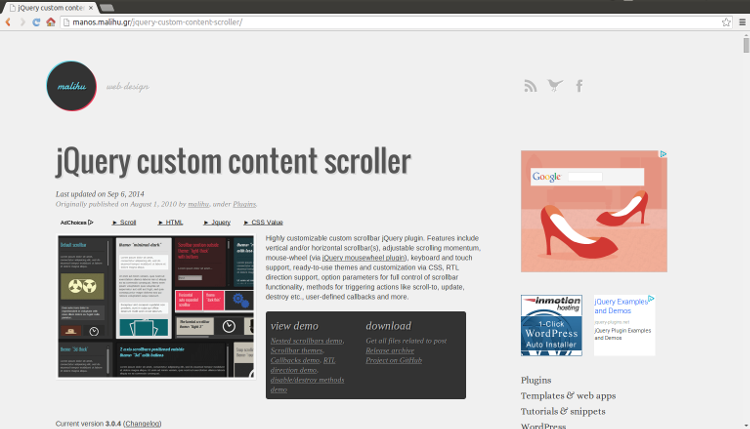 jQuery custom conte
manos.malihu.gr/jquery-custom-content-scroller/
malihu
web design
jQuery custom content scroller
Last updated on Sep 6, 2014
Originally published on August 1, 2010 by malihu, under Plugins.
AdChoices
► Scroll
► HTML
► Jquery
► CSS Value
Highly customizable custom scrollbar jQuery plugin. Features include
vertical and/or horizontal scrollbar(s), adjustable scrolling momentum,
mouse-wheel (via jQuery mousewheel plugin), keyboard and touch
support, ready-to-use themes and customization via CSS, RTL
direction support, option parameters for full control of scrollbar
functionality, methods for triggering actions like scroll-to, update,
destroy etc., user-defined callbacks and more.
view demo
Nested scrollbars demo,
Scrollbar themes,
Callbacks demo, RTL
direction demo,
disable/destroy methods
demo
download
Get all files related to post
Release archive
Project on GitHub
Current version 3.0.4 (Changelog)
Google
inmotion
hosting
1-Click
WordPress
Auto Installer
jQuery Examples
and Demos
jquery-plugins.net
jQuery Plugin Examples
and Demos
Plugins
Templates & web apps
Tutorials & snippets
WordPress